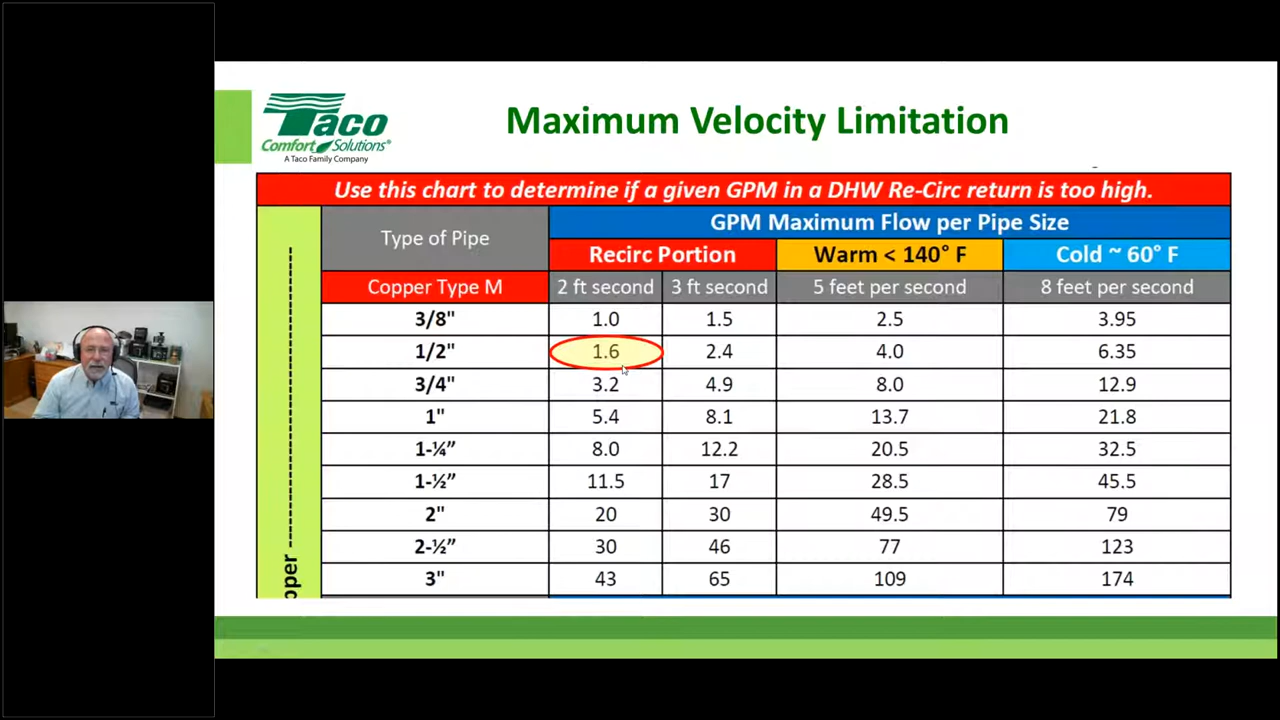 Taco
Comfort Solutions®
A Taco Family Company
Maximum Velocity Limitation
Use this chart to determine if a given GPM in a DHW Re-Circ return is too high.
Type of Pipe
GPM Maximum Flow per Pipe Size
Recirc Portion Warm < 140° F Cold ~ 60° F
Copper Type M 2 ft second 3 ft second 5 feet per second 8 feet per second
3/8" 1.0 1.5 2.5 3.95
1/2" 1.6 2.4 4.0 6.35
3/4" 3.2 4.9 8.0 12.9
1" 5.4 8.1 13.7 21.8
1-¼” 8.0 12.2 20.5 32.5
1-½” 11.5 17 28.5 45.5
2" 20 30 49.5 79
2-½” 30 46 77 123
3" 43 65 109 174
opper ----------------------------